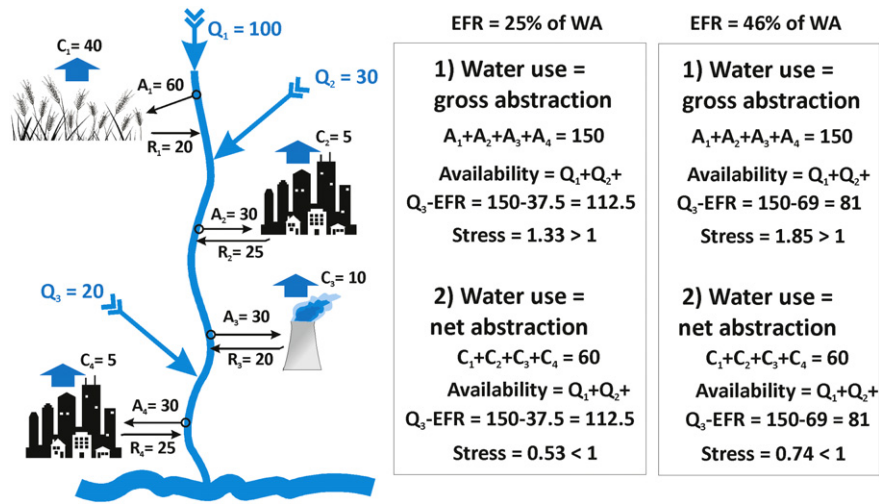 Q₁ = 100
C₁= 40
A₁= 60
Q₂ = 30
R₁= 20
C₂= 5
A₂= 30
R₂= 25
C₃= 10
Q₃ = 20
A₃= 30
R₃= 20
C₄= 5
A₄= 30
R₄= 25
EFR = 25% of WA
1) Water use =
gross abstraction
A₁+A₂+A₃+A₄ = 150
Availability = Q₁+Q₂+
Q₃-EFR = 150-37.5 = 112.5
Stress = 1.33 > 1
2) Water use =
net abstraction
C₁+C₂+C₃+C₄ = 60
Availability = Q₁+Q₂+
Q₃-EFR = 150-37.5 = 112.5
Stress = 0.53 < 1
EFR = 46% of WA
1) Water use =
gross abstraction
A₁+A₂+A₃+A₄ = 150
Availability = Q₁+Q₂+
Q₃-EFR = 150-69 = 81
Stress = 1.85 > 1
2) Water use =
net abstraction
C₁+C₂+C₃+C₄ = 60
Availability = Q₁+Q₂+
Q₃-EFR = 150-69 = 81
Stress = 0.74 < 1